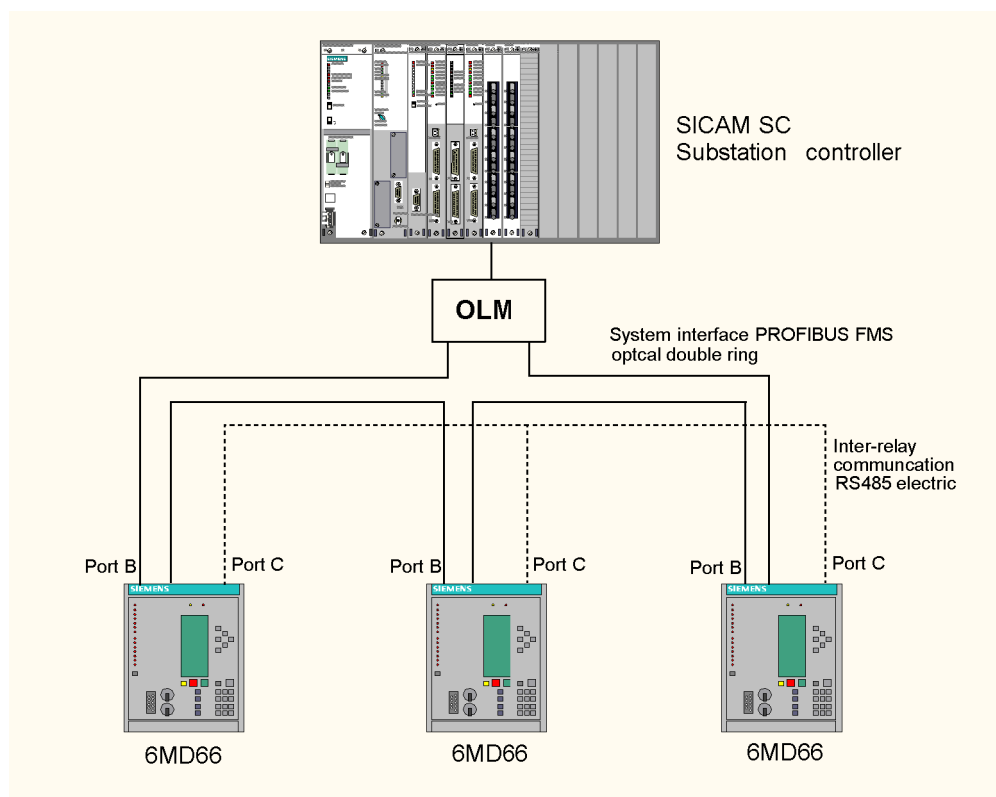 SIEMENS
SICAM SC
Substation controller
OLM
System interface PROFIBUS FMS
optcal double ring
Inter-relay
communcation
RS485 electric
Port B
Port C
Port B
Port C
Port B
Port C
SIEMENS
SIEMENS
SIEMENS
6MD66
6MD66
6MD66